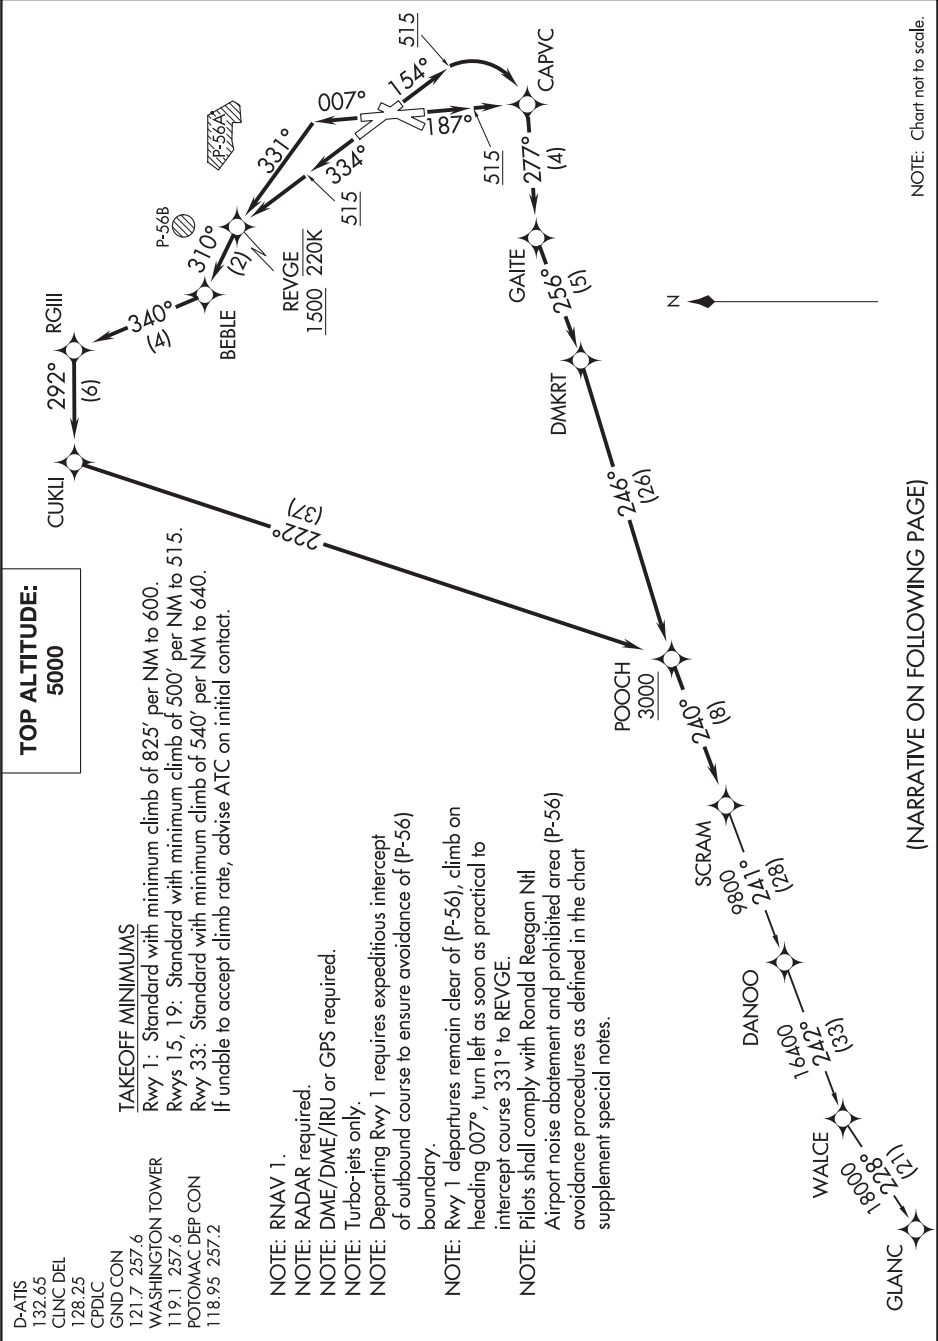 D-ATIS
132.65
CLNC DEL
128.25
CPDLC
GND CON
121.7 257.6
WASHINGTON TOWER
119.1 257.6
POTOMAC DEP CON
118.95 257.2
TOP ALTITUDE:
5000
TAKEOFF MINIMUMS
Rwy 1: Standard with minimum climb of 825' per NM to 600.
Rwys 15, 19: Standard with minimum climb of 500' per NM to 515.
Rwy 33: Standard with minimum climb of 540' per NM to 640.
If unable to accept climb rate, advise ATC on initial contact.
NOTE: RNAV 1.
NOTE: RADAR required.
NOTE: DME/DME/IRU or GPS required.
NOTE: Turbo-jets only.
NOTE: Departing Rwy 1 requires expeditious intercept
of outbound course to ensure avoidance of (P-56)
boundary.
NOTE: Rwy 1 departures remain clear of (P-56), climb on
heading 007°, turn left as soon as practical to
intercept course 331° to REVGE.
NOTE: Pilots shall comply with Ronald Reagan Ntl
Airport noise abatement and prohibited area (P-56)
avoidance procedures as defined in the chart
supplement special notes.
CUKLI
292°
(6)
RGIII
340°
(4)
BEBLE
310°
(2)
P-56B
P-56A
REVGE
1500 220K
331°
007°
334°
515
154°
515
187°
515
CAPVC
277°
(4)
GAITE
256°
(5)
DMKRT
246°
(26)
222°
(37)
POOCH
3000
240°
(8)
SCRAM
9800
241°
(28)
DANOO
16400
242°
(33)
WALCE
18000
228°
(21)
GLANC
N
NOTE: Chart not to scale.
(NARRATIVE ON FOLLOWING PAGE)